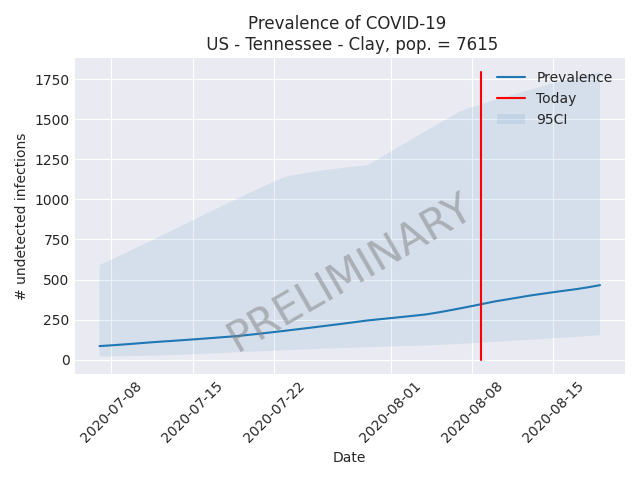 Prevalence of COVID-19
US - Tennessee - Clay, pop. = 7615
Prevalence
Today
95CI
1750
1500
1250
1000
750
500
250
0
# undetected infections
PRELIMINARY
2020-07-08
2020-07-15
2020-07-22
2020-08-01
2020-08-08
2020-08-15
Date